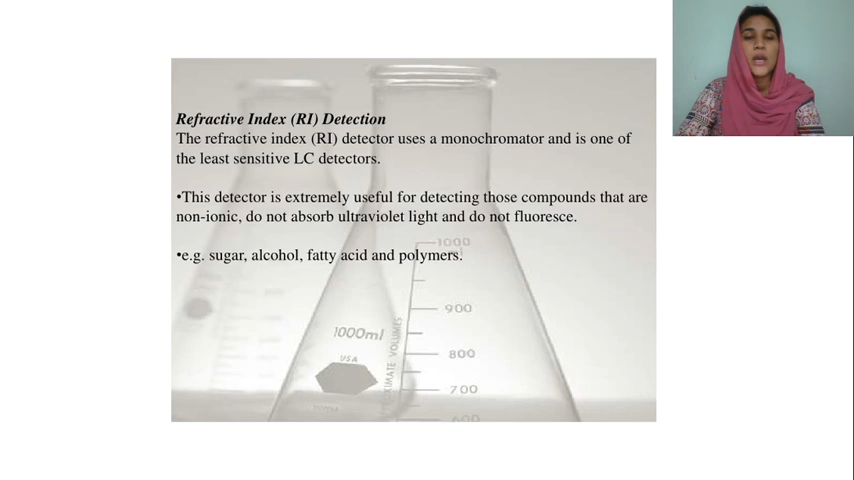 Refractive Index (RI) Detection
The refractive index (RI) detector uses a monochromator and is one of
the least sensitive LC detectors.
•This detector is extremely useful for detecting those compounds that are
non-ionic, do not absorb ultraviolet light and do not fluoresce.
•e.g. sugar, alcohol, fatty acid and polymers.
1000
900
1000ml
800
USA
700
600